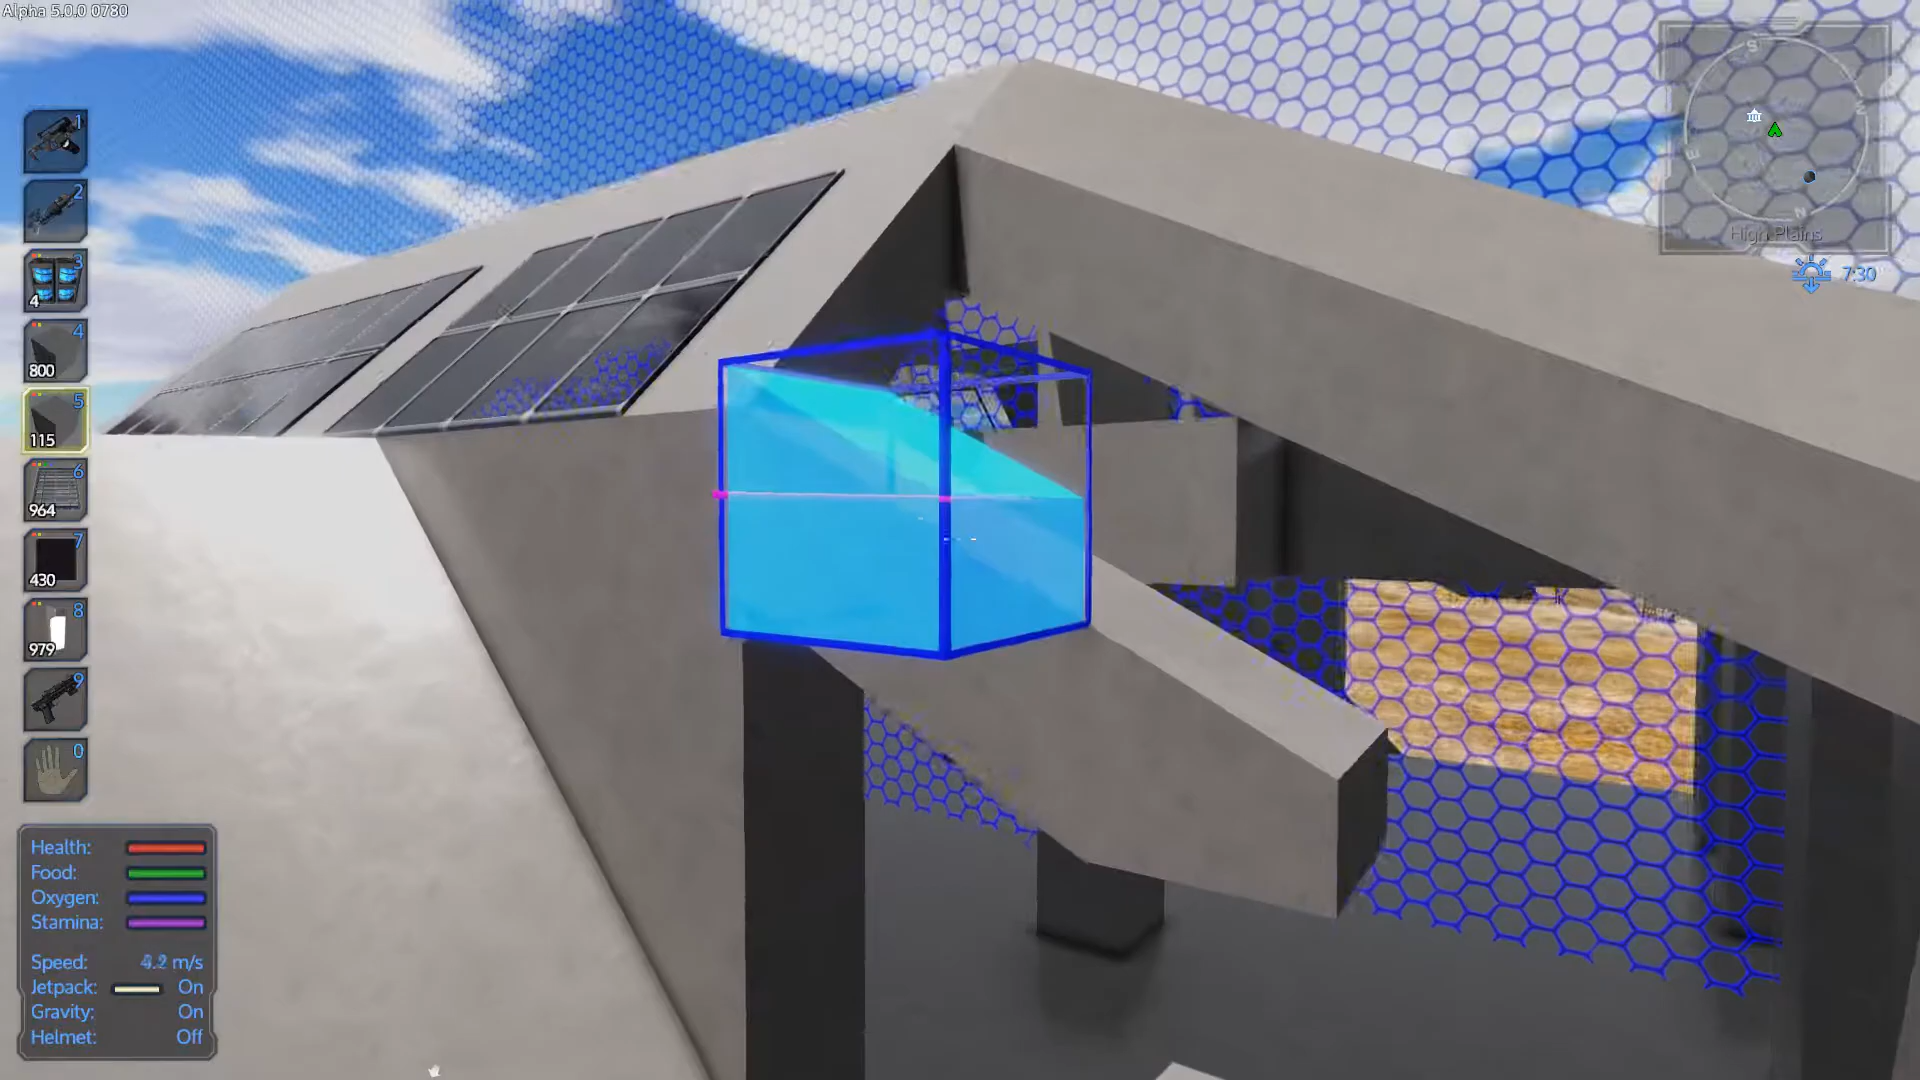 Alpha 5.0.0 0780
S
W
E
N
High Plains
7:30
1
2
3
4
4
800
5
115
6
964
7
430
8
979
9
0
Health:
Food:
Oxygen:
Stamina:
Speed: 4.2 m/s
Jetpack: On
Gravity: On
Helmet: Off